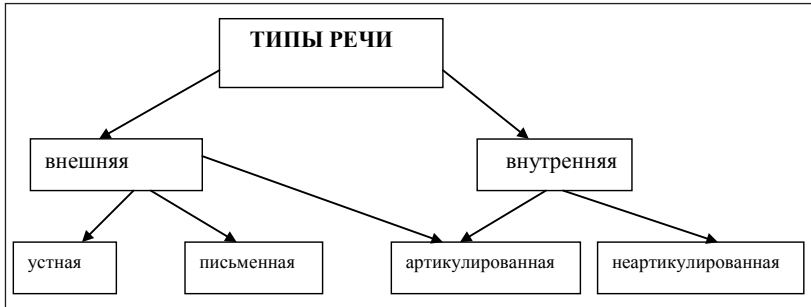 ТИПЫ РЕЧИ
внешняя
внутренняя
устная
письменная
артикулированная
неартикулированная